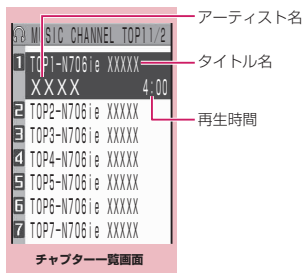 MUSIC CHANNEL TOP11/2
アーティスト名
1 TOP1-N706ie XXXXX
タイトル名
XXXX 4:00
再生時間
2 TOP2-N706ie XXXXX
3 TOP3-N706ie XXXXX
4 TOP4-N706ie XXXXX
5 TOP5-N706ie XXXXX
6 TOP6-N706ie XXXXX
7 TOP7-N706ie XXXXX
チャプター一覧画面